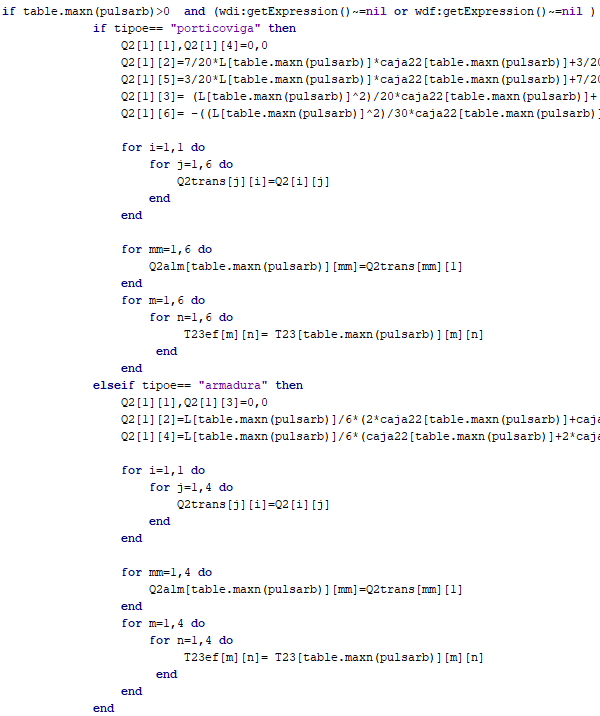 if table.maxn(pulsarb)>0  and (wdi:getExpression()~=nil or wdf:getExpression()~=nil )
if tipoe== "porticoviga" then
Q2[1][1],Q2[1][4]=0,0
Q2[1][2]=7/20*L[table.maxn(pulsarb)]*caja22[table.maxn(pulsarb)]+3/20
Q2[1][5]=3/20*L[table.maxn(pulsarb)]*caja22[table.maxn(pulsarb)]+7/20
Q2[1][3]= (L[table.maxn(pulsarb)]^2)/20*caja22[table.maxn(pulsarb)]+
Q2[1][6]= -((L[table.maxn(pulsarb)]^2)/30*caja22[table.maxn(pulsarb)]
for i=1,1 do
for j=1,6 do
Q2trans[j][i]=Q2[i][j]
end
end
for mm=1,6 do
Q2alm[table.maxn(pulsarb)][mm]=Q2trans[mm][1]
end
for m=1,6 do
for n=1,6 do
T23ef[m][n]= T23[table.maxn(pulsarb)][m][n]
end
end
elseif tipoe== "armadura" then
Q2[1][1],Q2[1][3]=0,0
Q2[1][2]=L[table.maxn(pulsarb)]/6*(2*caja22[table.maxn(pulsarb)]+caja
Q2[1][4]=L[table.maxn(pulsarb)]/6*(caja22[table.maxn(pulsarb)]+2*caja
for i=1,1 do
for j=1,4 do
Q2trans[j][i]=Q2[i][j]
end
end
for mm=1,4 do
Q2alm[table.maxn(pulsarb)][mm]=Q2trans[mm][1]
end
for m=1,4 do
for n=1,4 do
T23ef[m][n]= T23[table.maxn(pulsarb)][m][n]
end
end
end